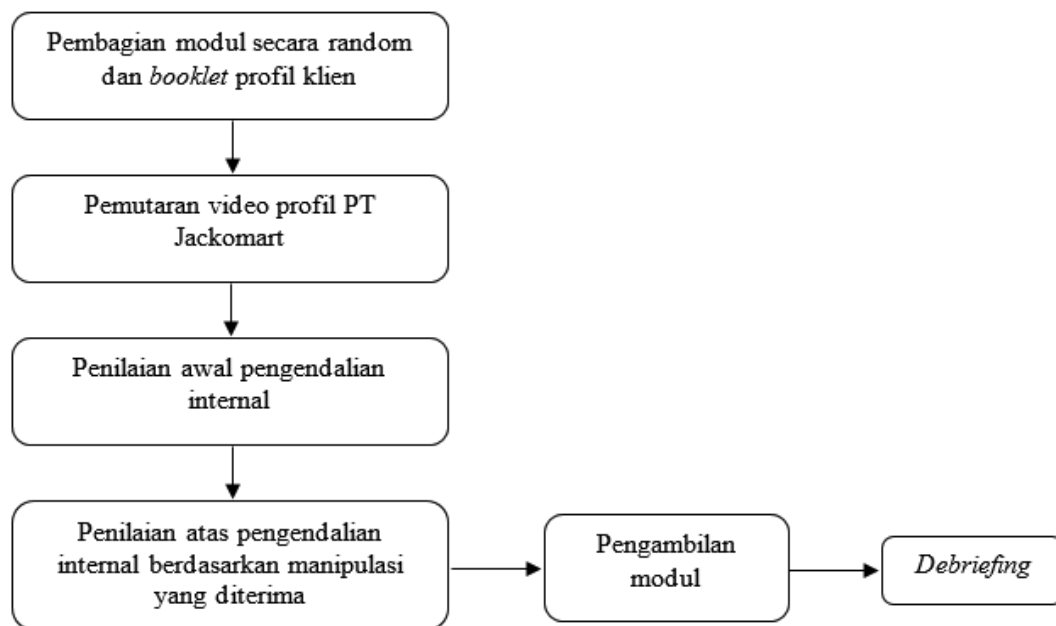 Pembagian modul secara random
dan booklet profil klien
Pemutaran video profil PT
Jackomart
Penilaian awal pengendalian
internal
Penilaian atas pengendalian
internal berdasarkan manipulasi
yang diterima
Pengambilan
modul
Debriefing